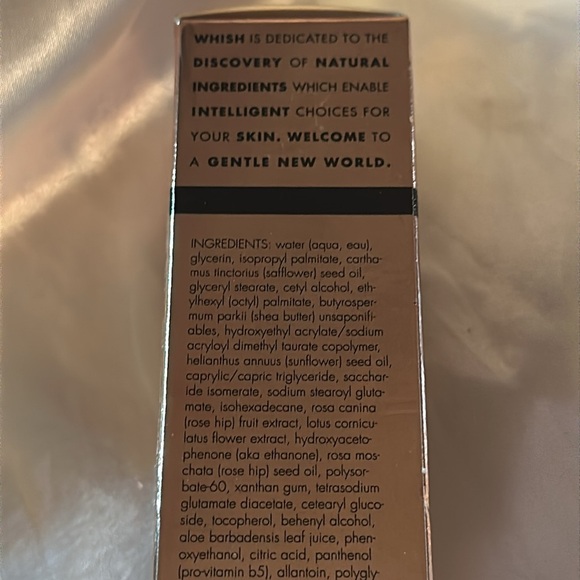 WHISH IS DEDICATED TO THE
DISCOVERY OF NATURAL
INGREDIENTS WHICH ENABLE
INTELLIGENT CHOICES FOR
YOUR SKIN. WELCOME TO
A GENTLE NEW WORLD.
INGREDIENTS: water (aqua, eau),
glycerin, isopropyl palmitate, cartha-
mus tinctorius (safflower) seed oil,
glyceryl stearate, cetyl alcohol, eth-
ylhexyl (octyl) palmitate, butyrosper-
mum parkii (shea butter) unsaponifi-
ables, hydroxyethyl acrylate/sodium
acryloyl dimethyl taurate copolymer,
helianthus annuus (sunflower) seed oil,
caprylic/capric triglyceride, sacchar-
ide isomerate, sodium stearoyl gluta-
mate, isohexadecane, rosa canina
(rose hip) fruit extract, lotus cornicu-
latus flower extract, hydroxyaceto-
phenone (aka ethanone), rosa mos-
chata (rose hip) seed oil, polysor-
bate-60, xanthan gum, tetrasodium
glutamate diacetate, cetearyl gluco-
side, tocopherol, behenyl alcohol,
aloe barbadensis leaf juice, phen-
oxyethanol, citric acid, panthenol
(pro-vitamin b5), allantoin, polygly-